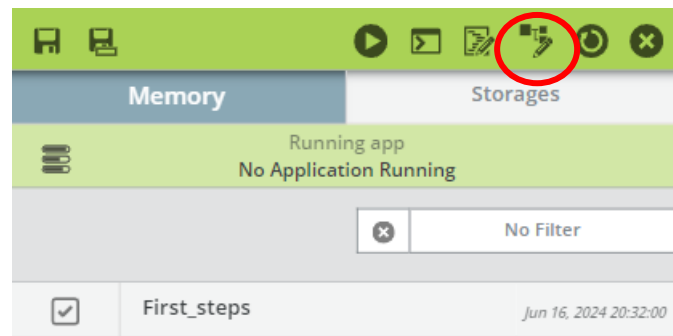 Memory
Storages
Running app
No Application Running
No Filter
First_steps
Jun 16, 2024 20:32:00